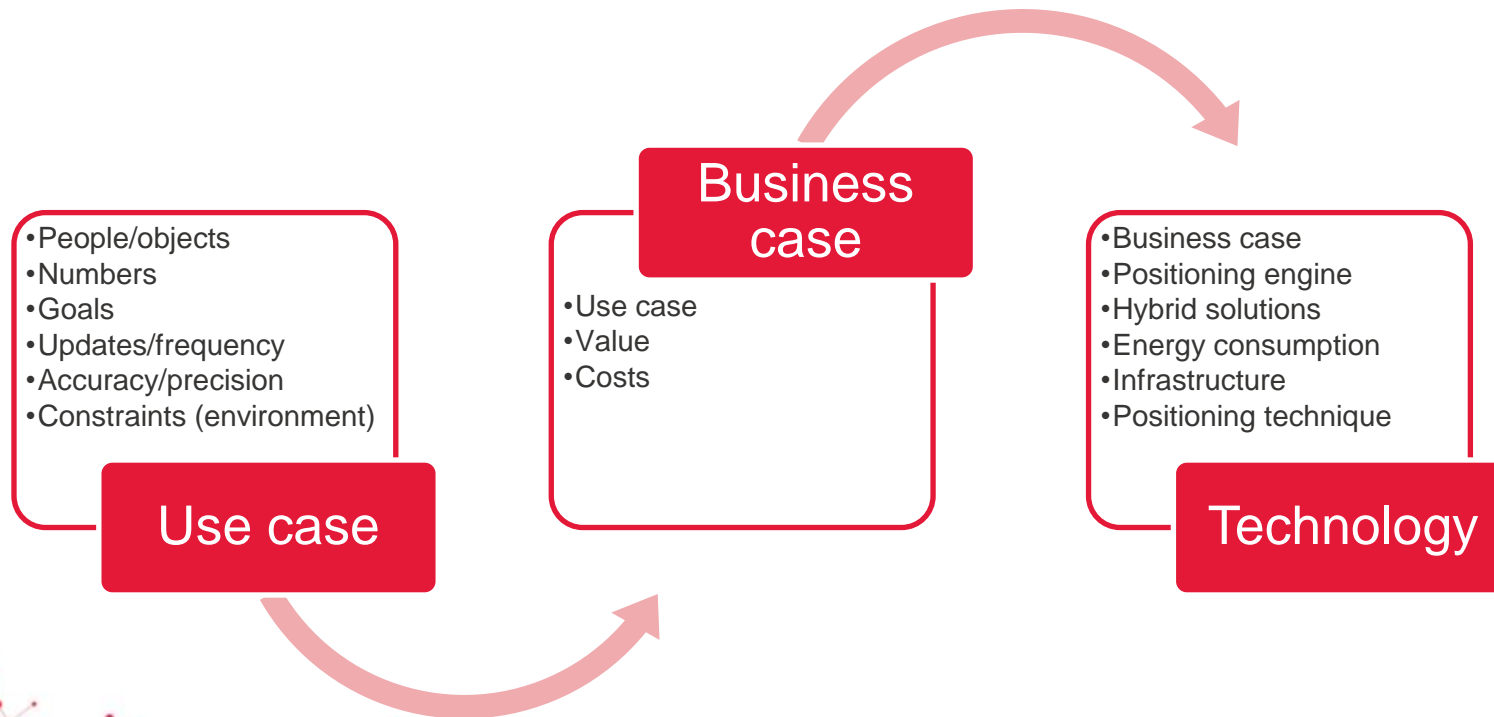 •People/objects
•Numbers
•Goals
•Updates/frequency
•Accuracy/precision
•Constraints (environment)
Use case
Business
case
•Use case
•Value
•Costs
•Business case
•Positioning engine
•Hybrid solutions
•Energy consumption
•Infrastructure
•Positioning technique
Technology